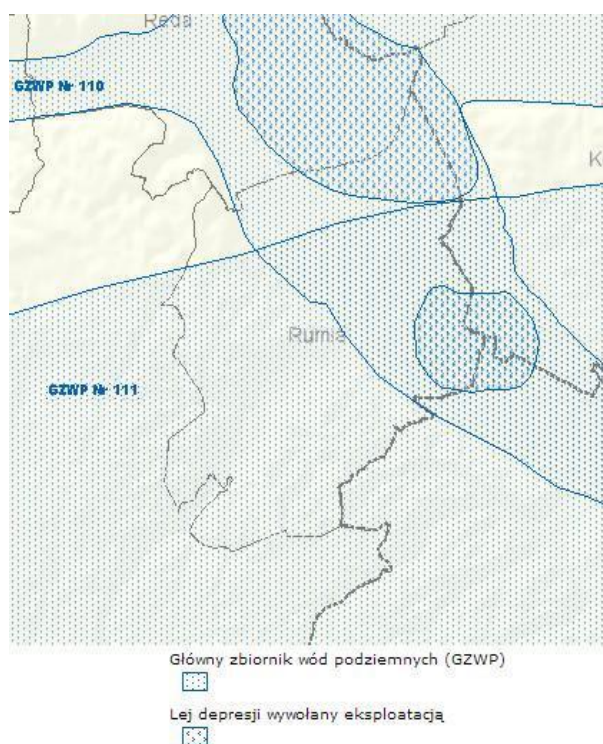 Reda
GZWP Nr 110
K
Rumia
GZWP Nr 111
Główny zbiornik wód podziemnych (GZWP)
Lej depresji wywołany eksploatacją